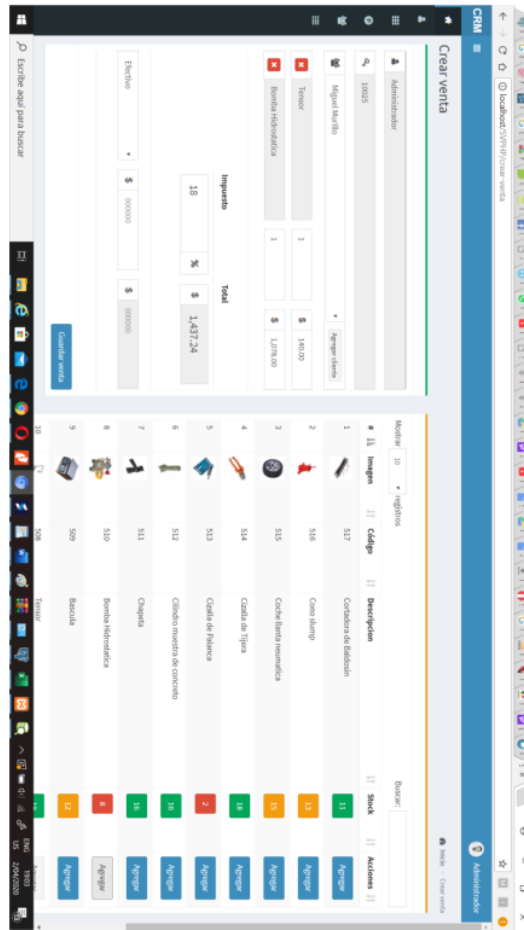 localhost/SVPHP/crear-venta
CRM
Administrador
Crear venta
Inicio > Crear venta
Administrador
10025
Miguel Murillo
Agregar cliente
Tensor
1
$
140.00
Bomba Hidrostatica
1
$
1,078.00
Impuesto
Total
18
%
$
1,437.24
Efectivo
$
000000
$
000000
Guardar venta
Mostrar
10
registros
Buscar:
# Imagen Código Descripcion Stock Acciones
1 517 Cortadora de Baldosin 11 Agregar
2 516 Cono slump 13 Agregar
3 515 Coche llanta neumatica 15 Agregar
4 514 Cizalla de Tijera 18 Agregar
5 513 Cizalla de Palanca 2 Agregar
6 512 Cilindro muestra de concreto 16 Agregar
7 511 Chapeta 16 Agregar
8 510 Bomba Hidrostatica 8 Agregar
9 509 Bascula 12 Agregar
10 508 Tensor
Escribe aquí para buscar
ENG
US
19:03
2/04/2020